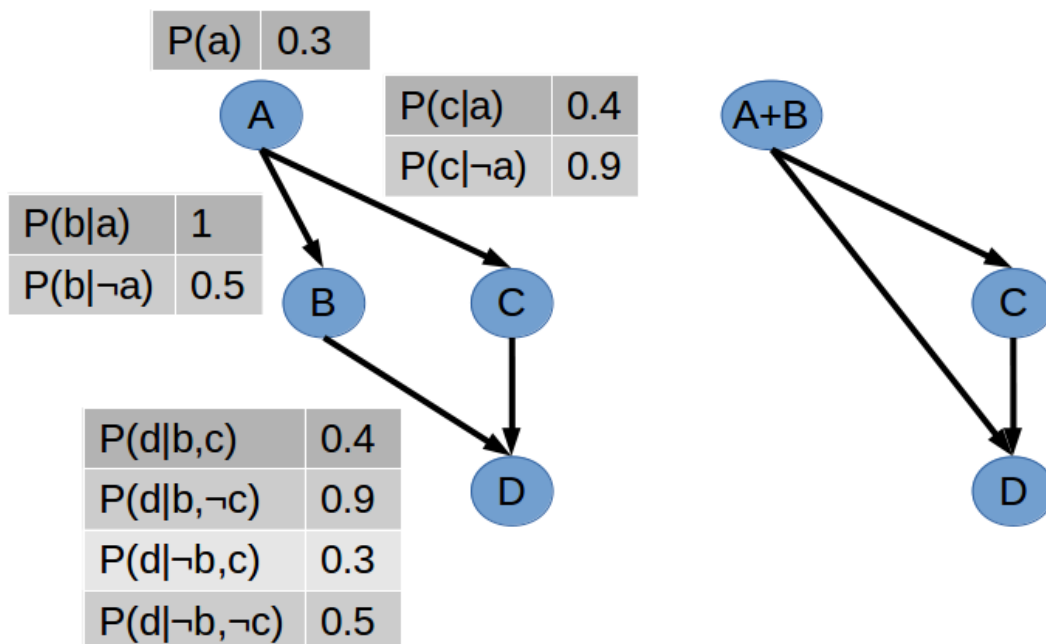 P(a) 0.3
A
P(c|a) 0.4
P(c|¬a) 0.9
P(b|a) 1
P(b|¬a) 0.5
B
C
P(d|b,c) 0.4
P(d|b,¬c) 0.9
P(d|¬b,c) 0.3
P(d|¬b,¬c) 0.5
D
A+B
C
D